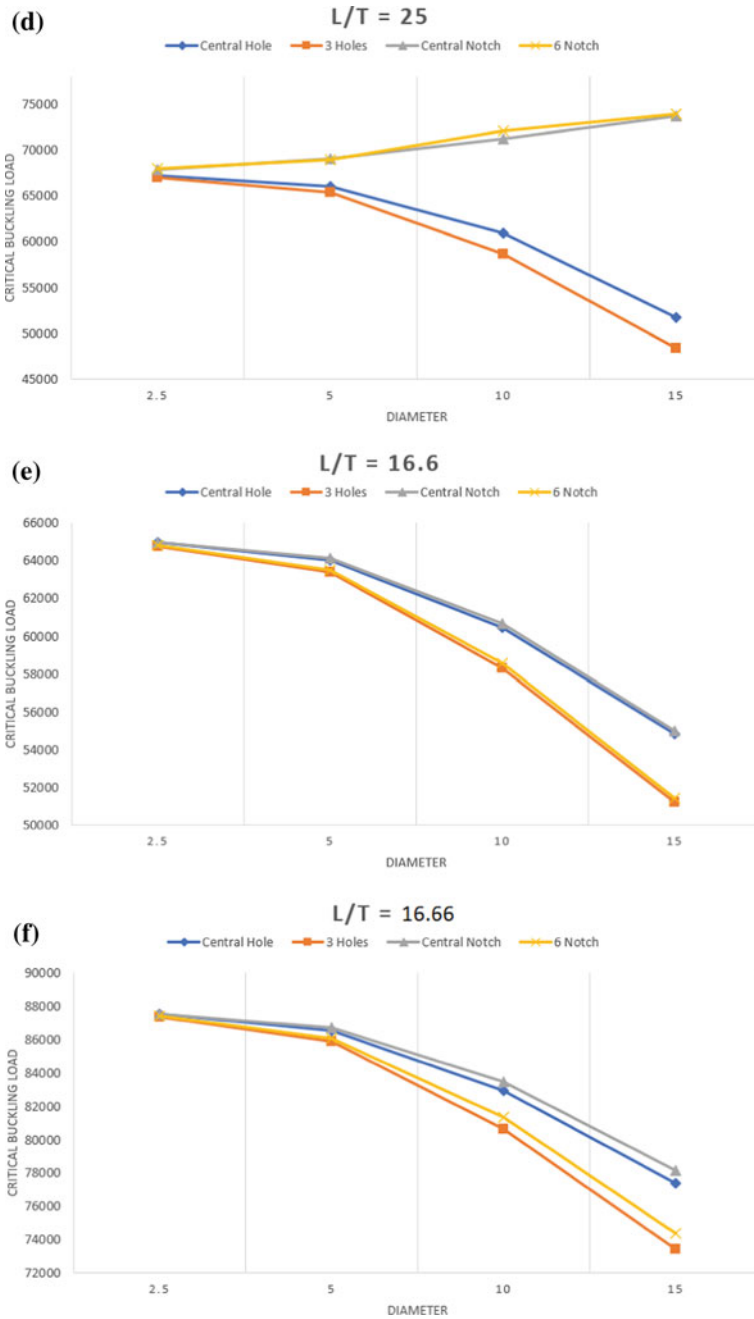 (d)
L/T = 25
Central Hole 3 Holes Central Notch 6 Notch
75000
70000
65000
60000
55000
50000
45000
CRITICAL BUCKLING LOAD
2.5 5 10 15
DIAMETER
(e)
L/T = 16.6
Central Hole 3 Holes Central Notch 6 Notch
66000
64000
62000
60000
58000
56000
54000
52000
50000
CRITICAL BUCKLING LOAD
2.5 5 10 15
DIAMETER
(f)
L/T = 16.66
Central Hole 3 Holes Central Notch 6 Notch
90000
88000
86000
84000
82000
80000
78000
76000
74000
72000
CRITICAL BUCKLING LOAD
2.5 5 10 15
DIAMETER